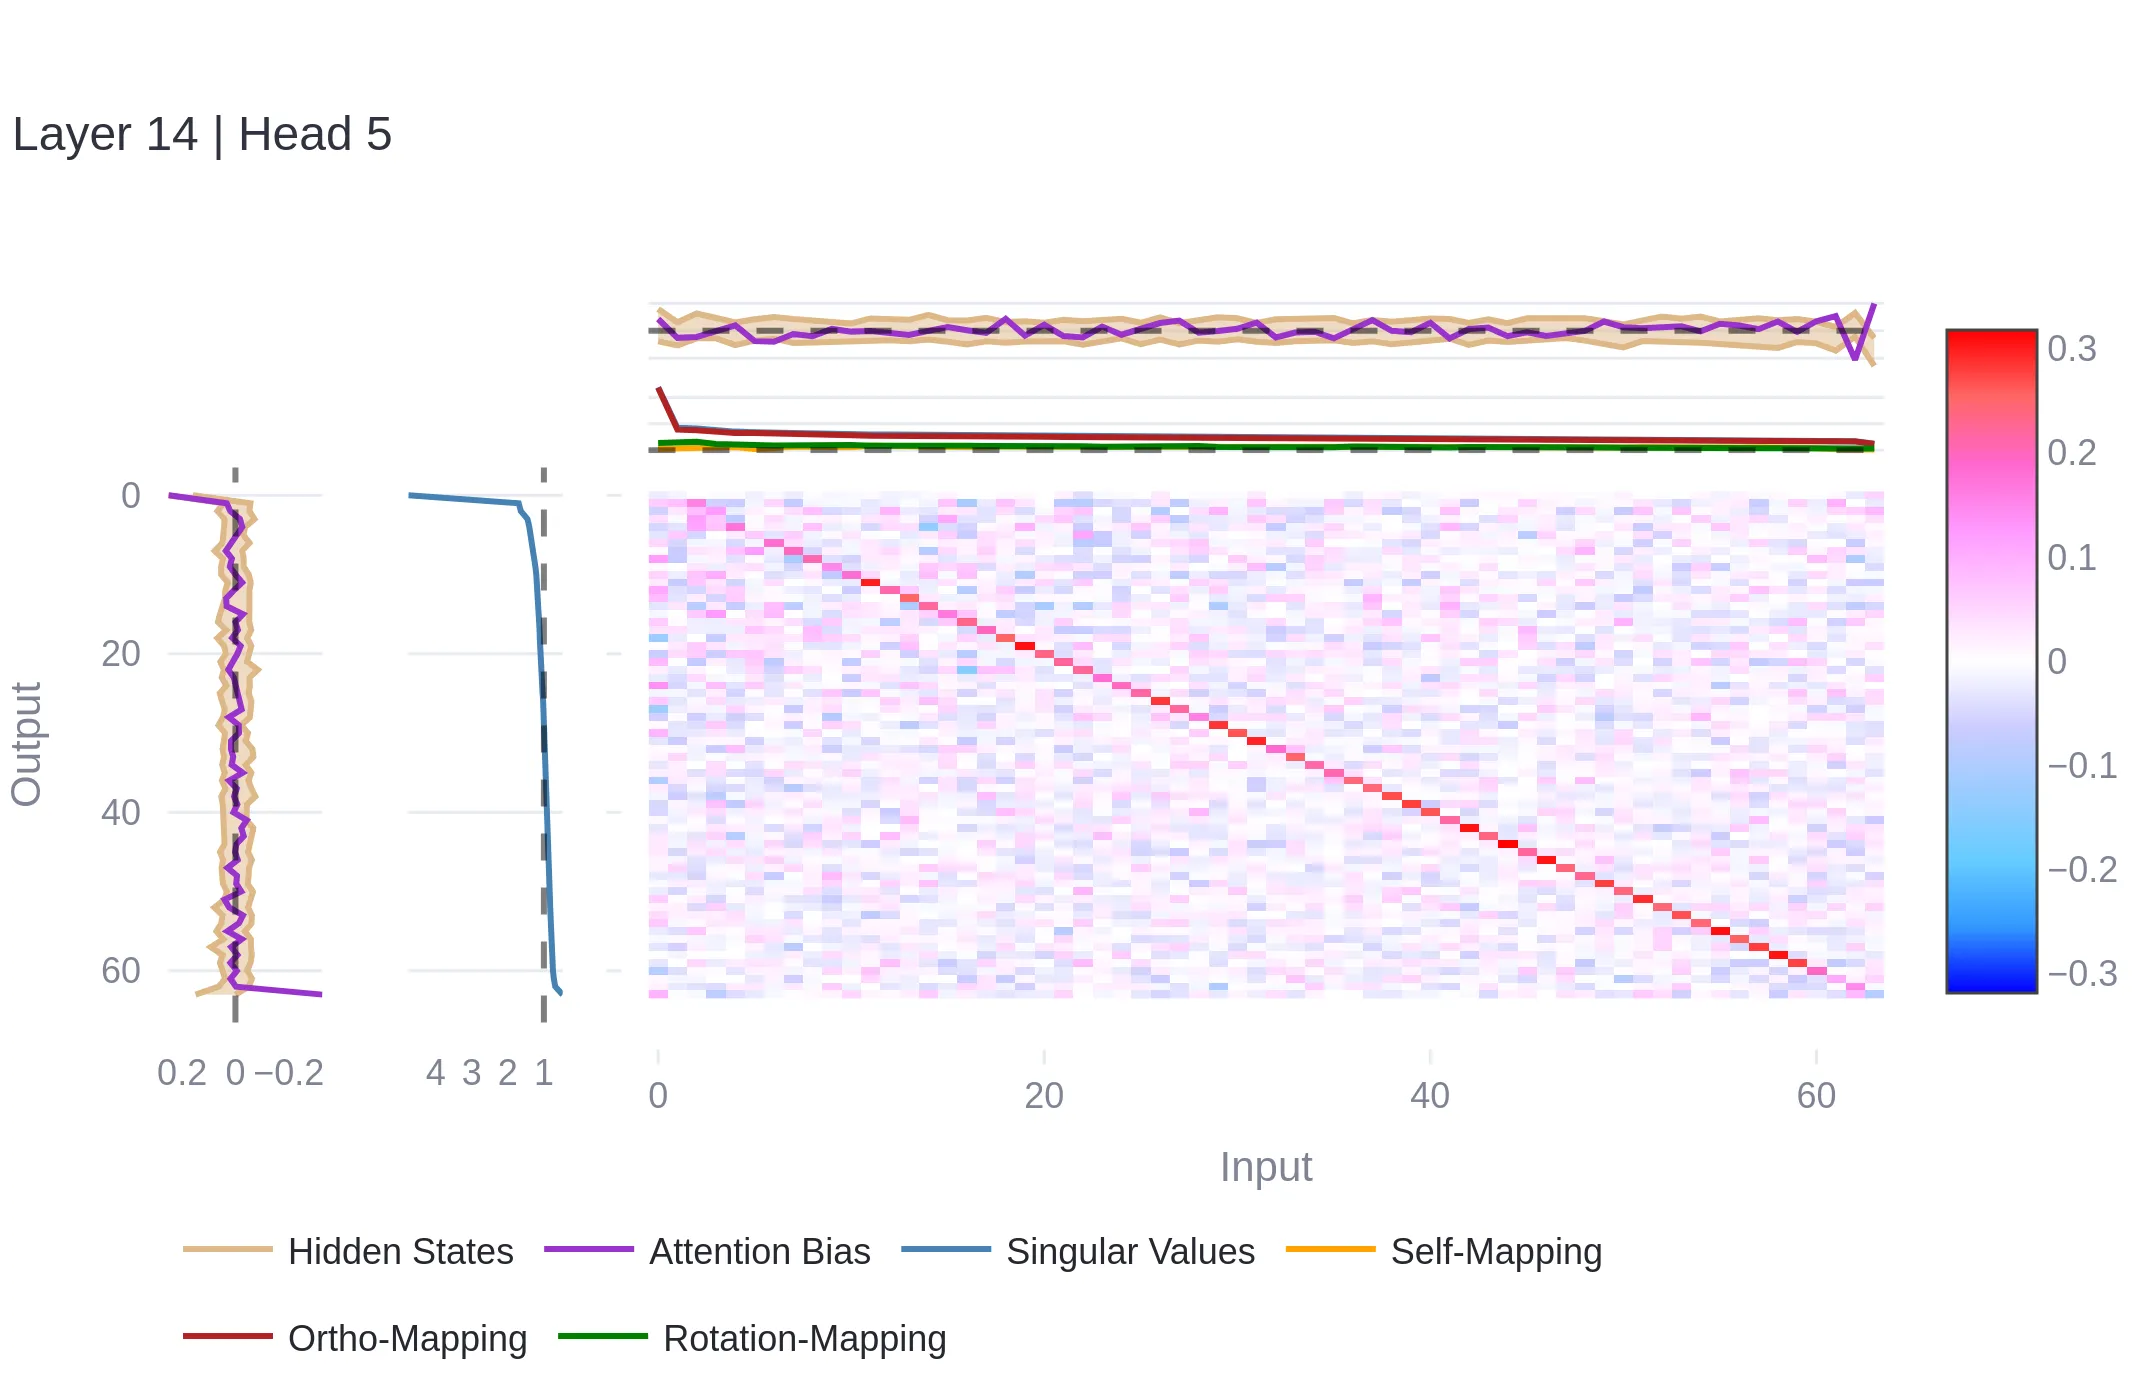 Layer 14 | Head 5
0
20
40
60
Output
0.2 0 −0.2
4 3 2 1
0 20 40 60
Input
0.3
0.2
0.1
0
−0.1
−0.2
−0.3
Hidden States Attention Bias Singular Values Self-Mapping
Ortho-Mapping Rotation-Mapping